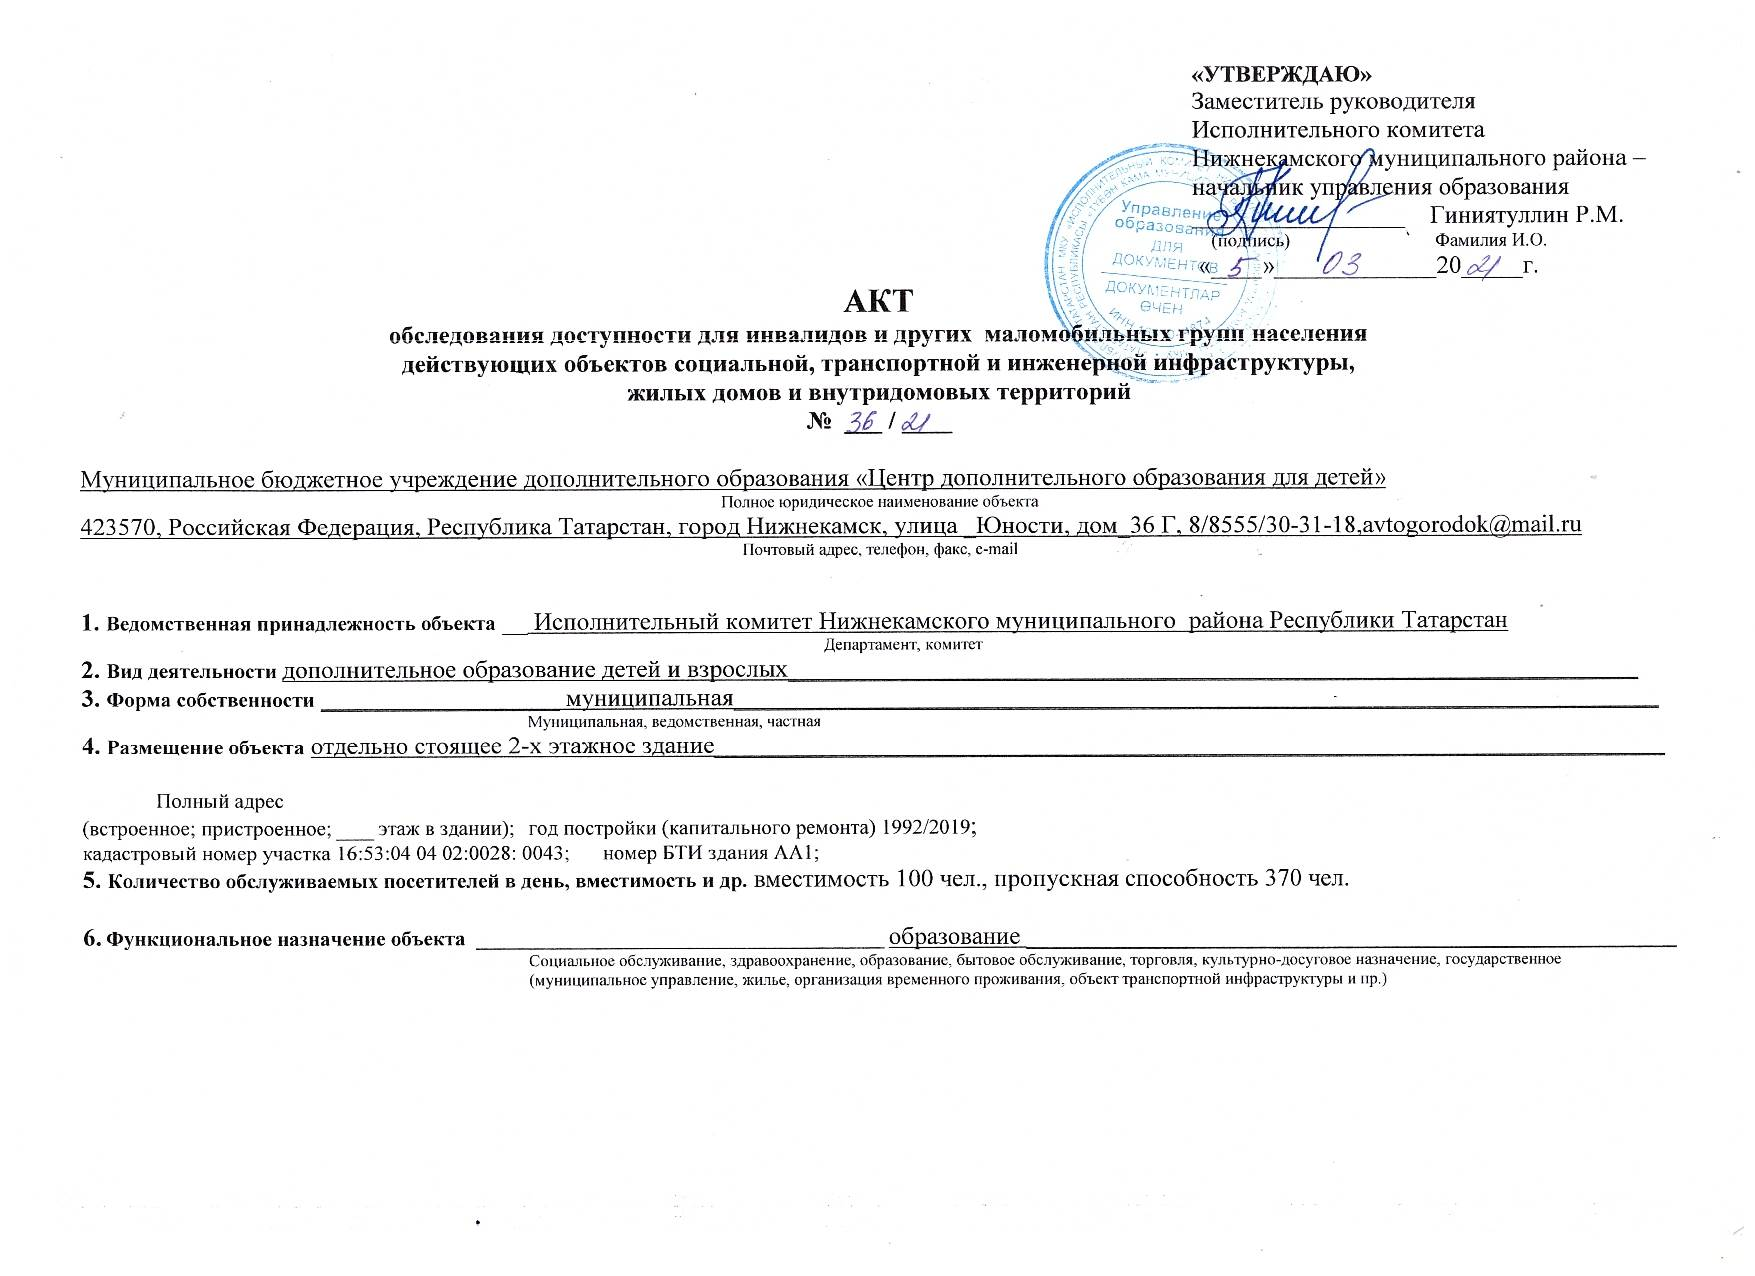 «УТВЕРЖДАЮ»
Заместитель руководителя
Исполнительного комитета
Нижнекамского муниципального района –
начальник управления образования
Гиниятуллин Р.М.
(подпись) Фамилия И.О.
« 5 » 03 2021 г.
Управление
образования
ДЛЯ
ДОКУМЕНТОВ
ДОКУМЕНТЛАР
ӨЧЕН
АКТ
обследования доступности для инвалидов и других маломобильных групп населения
действующих объектов социальной, транспортной и инженерной инфраструктуры,
жилых домов и внутридомовых территорий
№ 36 / 21
Муниципальное бюджетное учреждение дополнительного образования «Центр дополнительного образования для детей»
Полное юридическое наименование объекта
423570, Российская Федерация, Республика Татарстан, город Нижнекамск, улица _Юности, дом_36 Г, 8/8555/30-31-18,avtogorodok@mail.ru
Почтовый адрес, телефон, факс, e-mail
1. Ведомственная принадлежность объекта __ Исполнительный комитет Нижнекамского муниципального района Республики Татарстан
Департамент, комитет
2. Вид деятельности дополнительное образование детей и взрослых
3. Форма собственности муниципальная
Муниципальная, ведомственная, частная
4. Размещение объекта отдельно стоящее 2-х этажное здание
Полный адрес
(встроенное; пристроенное; ____ этаж в здании); год постройки (капитального ремонта) 1992/2019;
кадастровый номер участка 16:53:04 04 02:0028: 0043; номер БТИ здания АА1;
5. Количество обслуживаемых посетителей в день, вместимость и др. вместимость 100 чел., пропускная способность 370 чел.
6. Функциональное назначение объекта образование
Социальное обслуживание, здравоохранение, образование, бытовое обслуживание, торговля, культурно-досуговое назначение, государственное
(муниципальное управление, жилье, организация временного проживания, объект транспортной инфраструктуры и пр.)